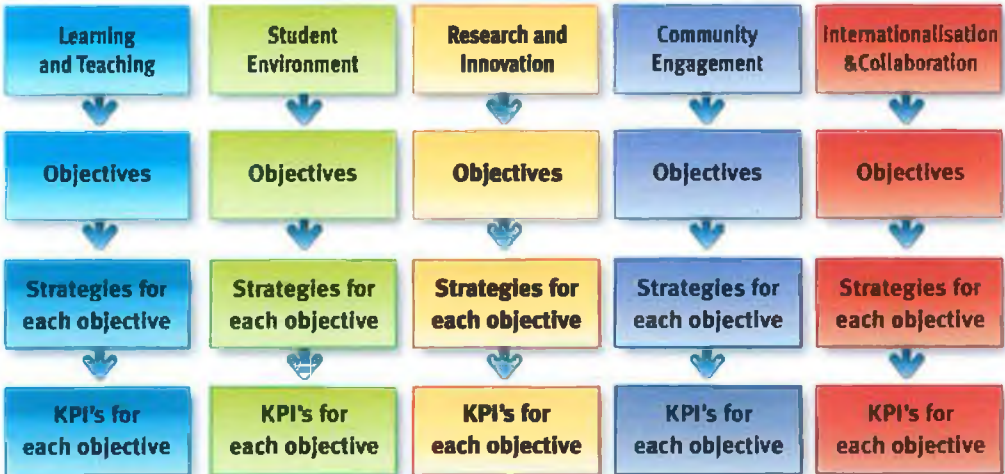 Learning
and Teaching
Student
Environment
Research and
Innovation
Community
Engagement
Internationalisation
&Collaboration
Objectives
Objectives
Objectives
Objectives
Objectives
Strategies for
each objective
Strategies for
each objective
Strategies for
each objective
Strategies for
each objective
Strategies for
each objective
KPI's for
each objective
KPI's for
each objective
KPI's for
each objective
KPI's for
each objective
KPI's for
each objective